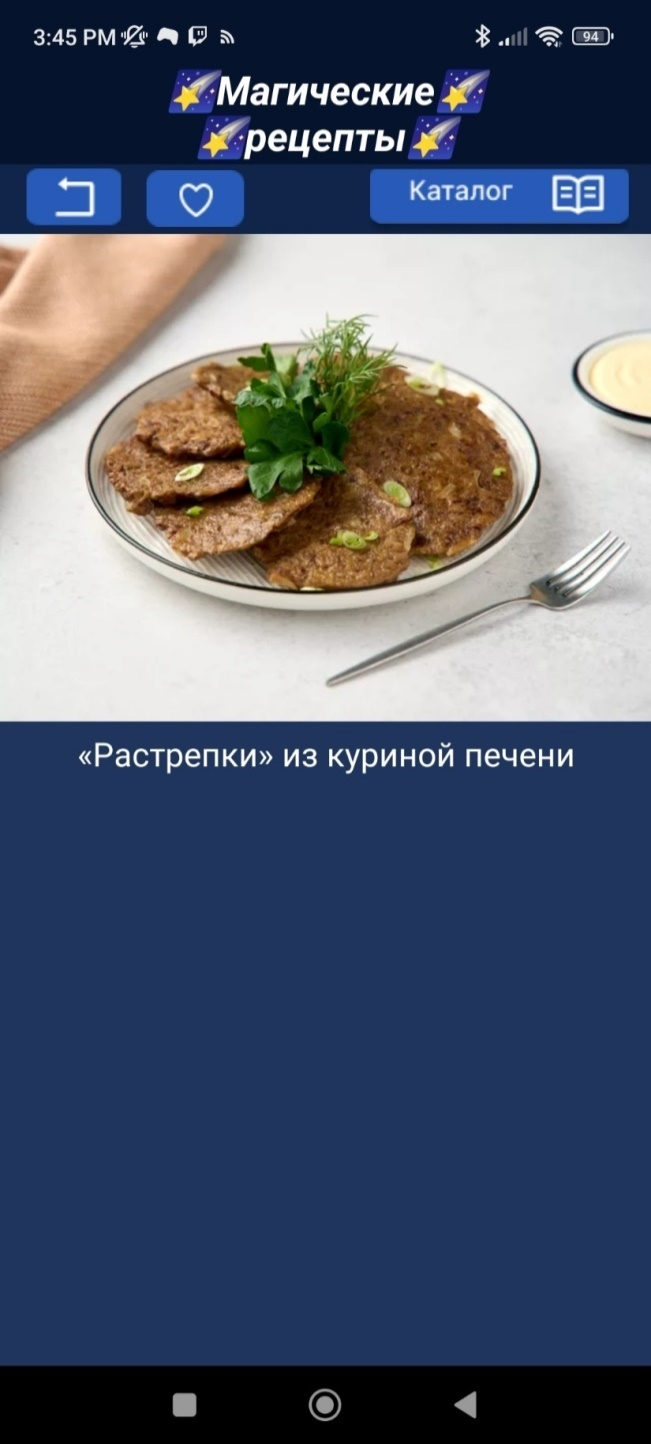 3:45 PM
94
🌠Магические🌠
🌠рецепты🌠
Каталог
«Растрепки» из куриной печени